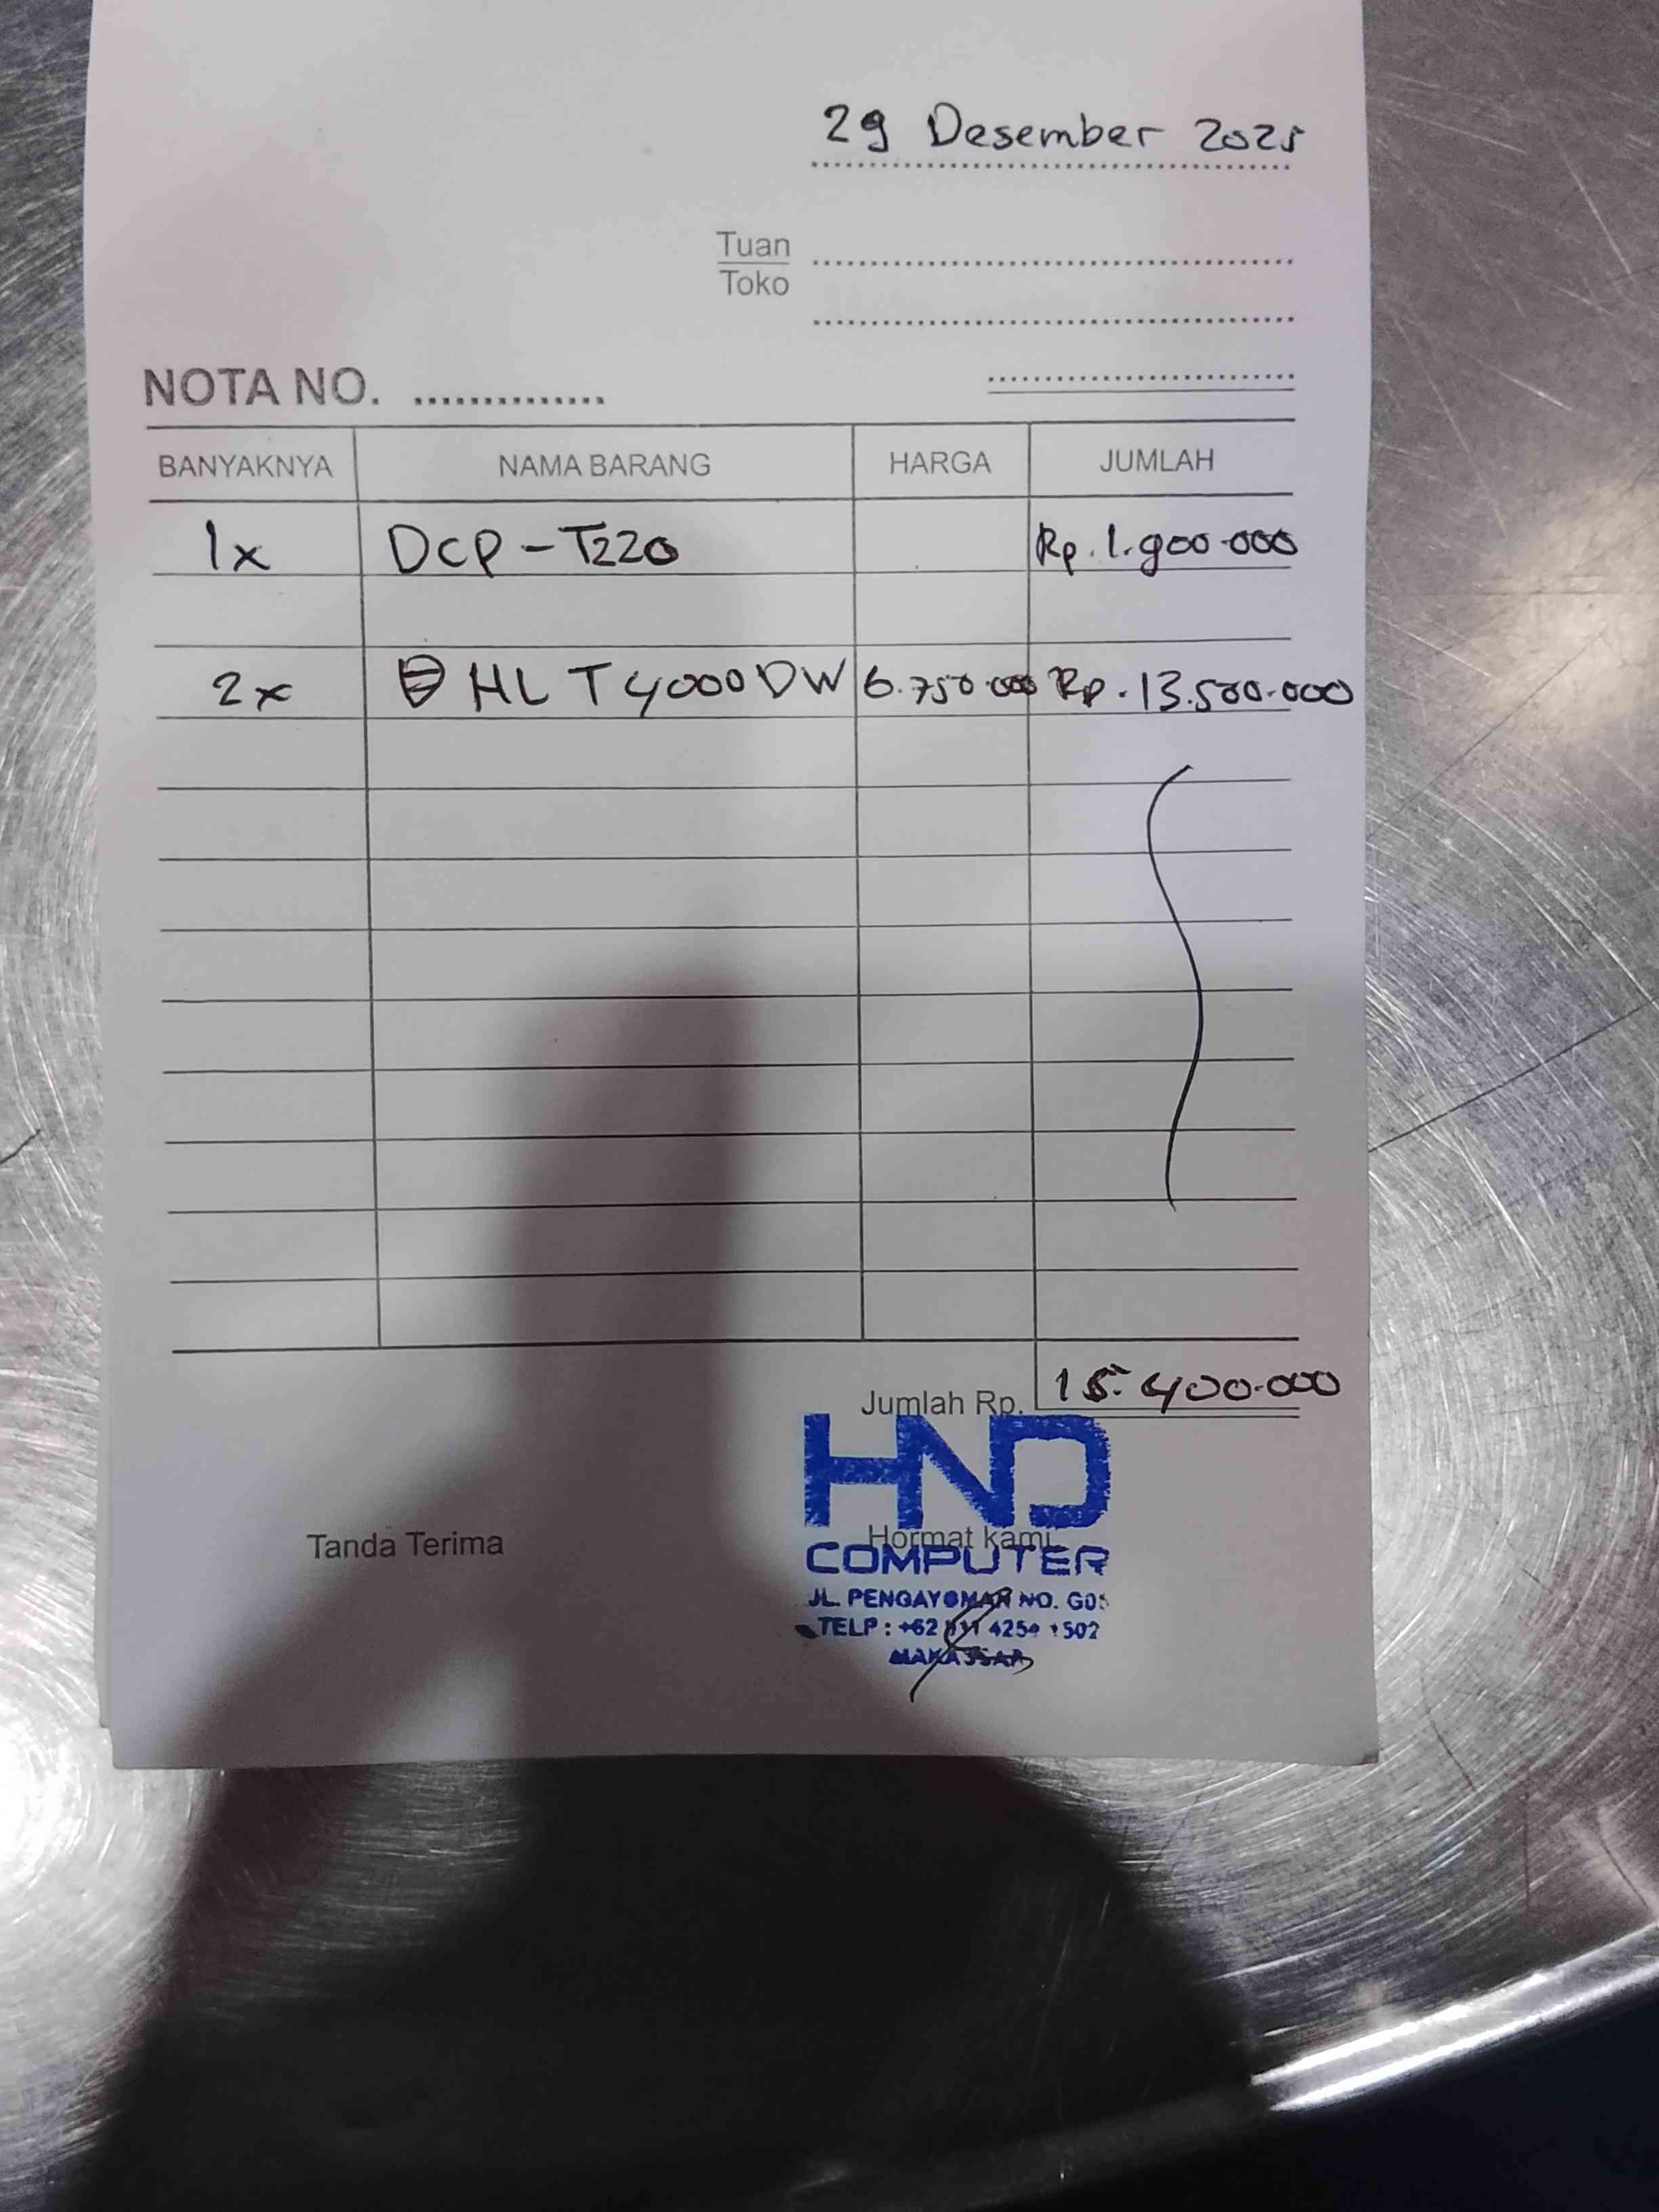 29 Desember 2025
Tuan
Toko
NOTA NO.
BANYAKNYA NAMA BARANG HARGA JUMLAH
1x DCP-T220 Rp. 1.900.000
2x HL T4000DW 6.750.000 Rp. 13.500.000
Jumlah Rp. 15.400.000
HND
Tanda Terima Hormat kami
COMPUTER
JL. PENGAYOMAN NO.
TELP : +62
MAKASSAR